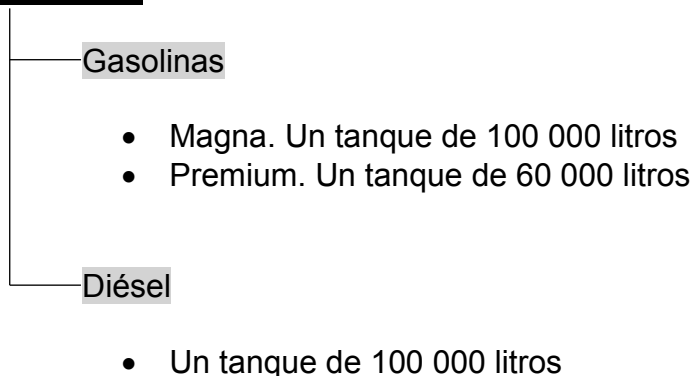 Gasolinas
• Magna. Un tanque de 100 000 litros
• Premium. Un tanque de 60 000 litros
Diésel
• Un tanque de 100 000 litros